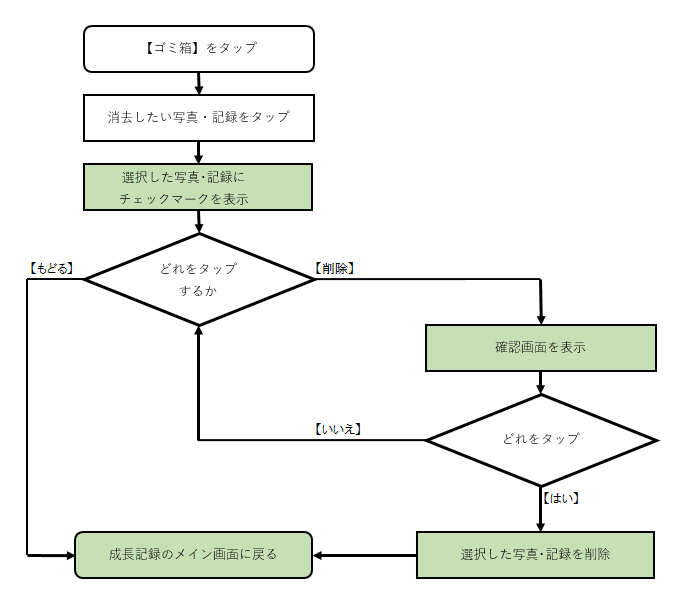 【ゴミ箱】をタップ
消去したい写真・記録をタップ
選択した写真・記録に
チェックマークを表示
どれをタップ
するか
【もどる】
【削除】
確認画面を表示
どれをタップ
【いいえ】
【はい】
選択した写真・記録を削除
成長記録のメイン画面に戻る